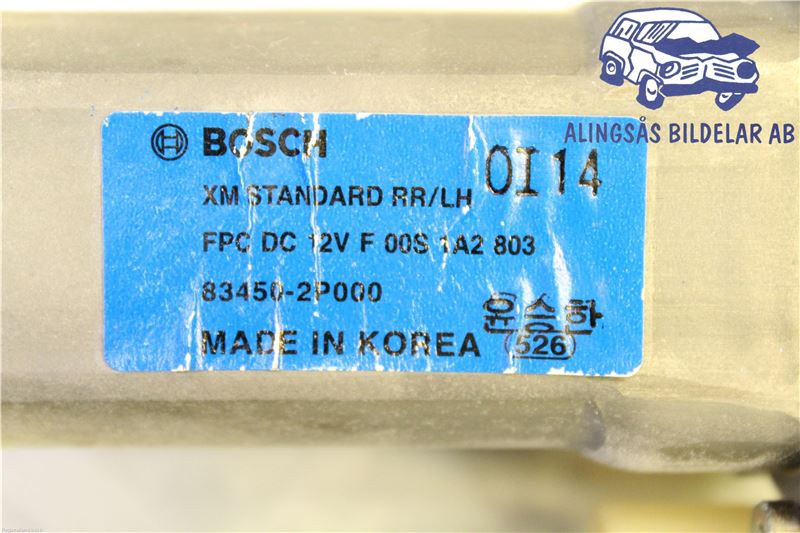 ALINGSÅS BILDELAR AB
BOSCH
OI14
XM STANDARD RR/LH
FPC DC 12V F 00S 1A2 803
83450-2P000
윤승하
MADE IN KOREA
526